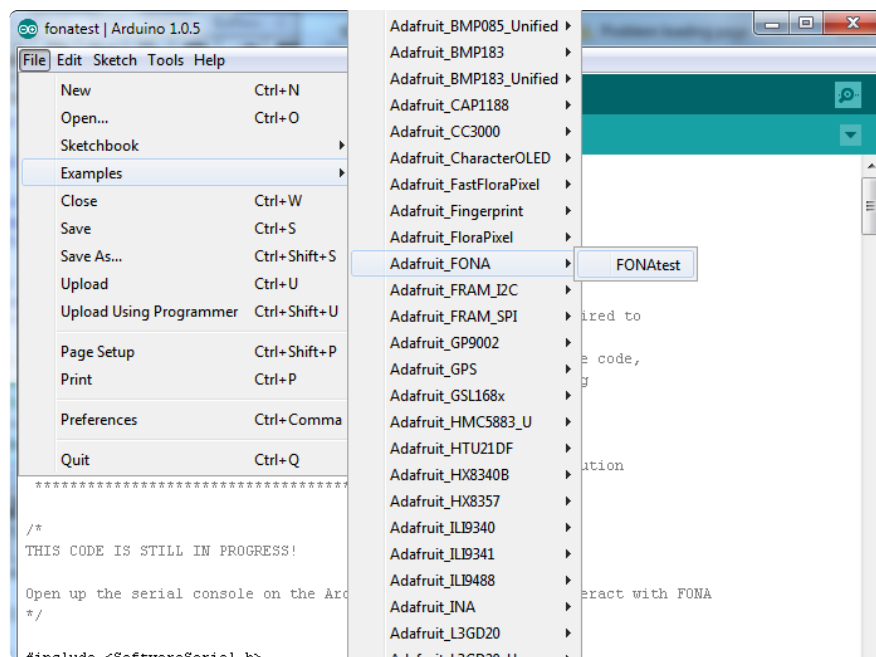 fonatest | Arduino 1.0.5
File Edit Sketch Tools Help
New Ctrl+N
Open... Ctrl+O
Sketchbook
Examples
Close Ctrl+W
Save Ctrl+S
Save As... Ctrl+Shift+S
Upload Ctrl+U
Upload Using Programmer Ctrl+Shift+U
Page Setup Ctrl+Shift+P
Print Ctrl+P
Preferences Ctrl+Comma
Quit Ctrl+Q
Adafruit_BMP085_Unified
Adafruit_BMP183
Adafruit_BMP183_Unified
Adafruit_CAP1188
Adafruit_CC3000
Adafruit_CharacterOLED
Adafruit_FastFloraPixel
Adafruit_Fingerprint
Adafruit_FloraPixel
Adafruit_FONA
Adafruit_FRAM_I2C
Adafruit_FRAM_SPI
Adafruit_GP9002
Adafruit_GPS
Adafruit_GSL168x
Adafruit_HMC5883_U
Adafruit_HTU21DF
Adafruit_HX8340B
Adafruit_HX8357
Adafruit_ILI9340
Adafruit_ILI9341
Adafruit_ILI9488
Adafruit_INA
Adafruit_L3GD20
Adafruit_L3GD20_U
FONAtest
ired to
e code,
g
ution
************************************
/*
THIS CODE IS STILL IN PROGRESS!
Open up the serial console on the Ard eract with FONA
*/
#include <SoftwareSerial.h>